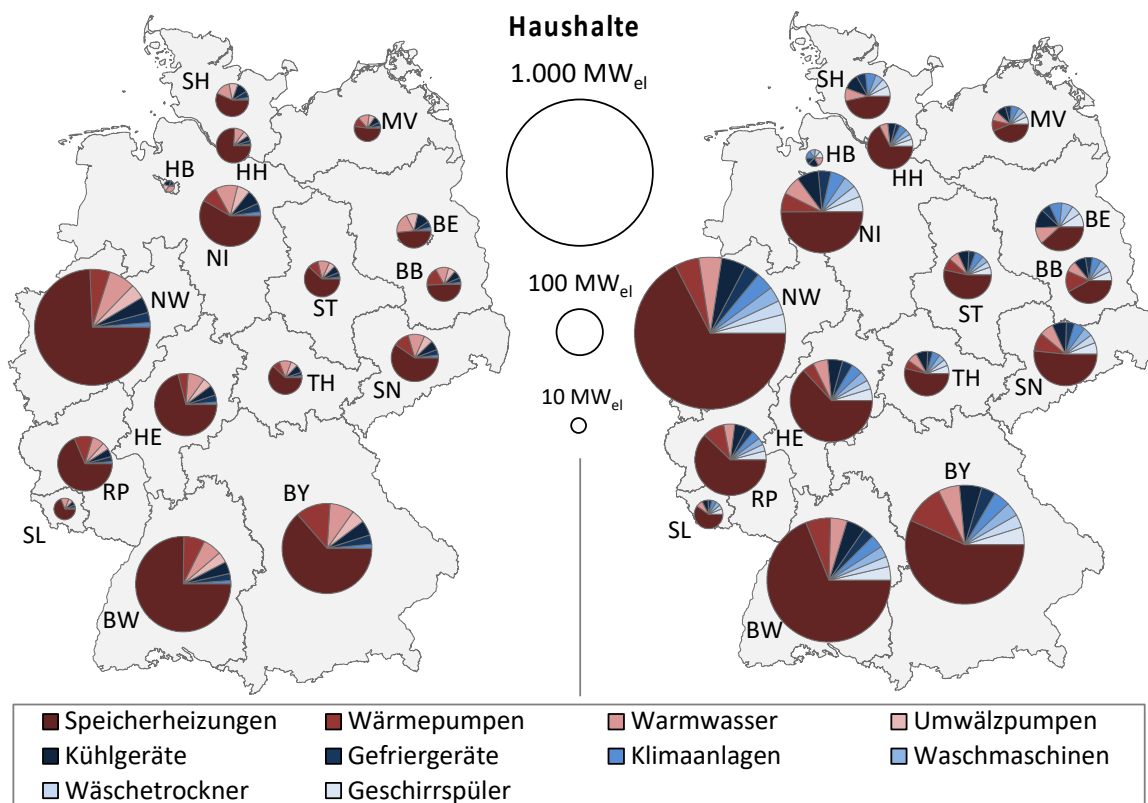 Haushalte
1.000 MWel
100 MWel
10 MWel
SH
MV
HB
HH
NI
BE
BB
ST
NW
SN
TH
HE
RP
SL
BY
BW
SH
MV
HB
HH
NI
BE
BB
ST
NW
SN
TH
HE
RP
SL
BY
BW
Speicherheizungen Wärmepumpen Warmwasser Umwälzpumpen
Kühlgeräte Gefriergeräte Klimaanlagen Waschmaschinen
Wäschetrockner Geschirrspüler